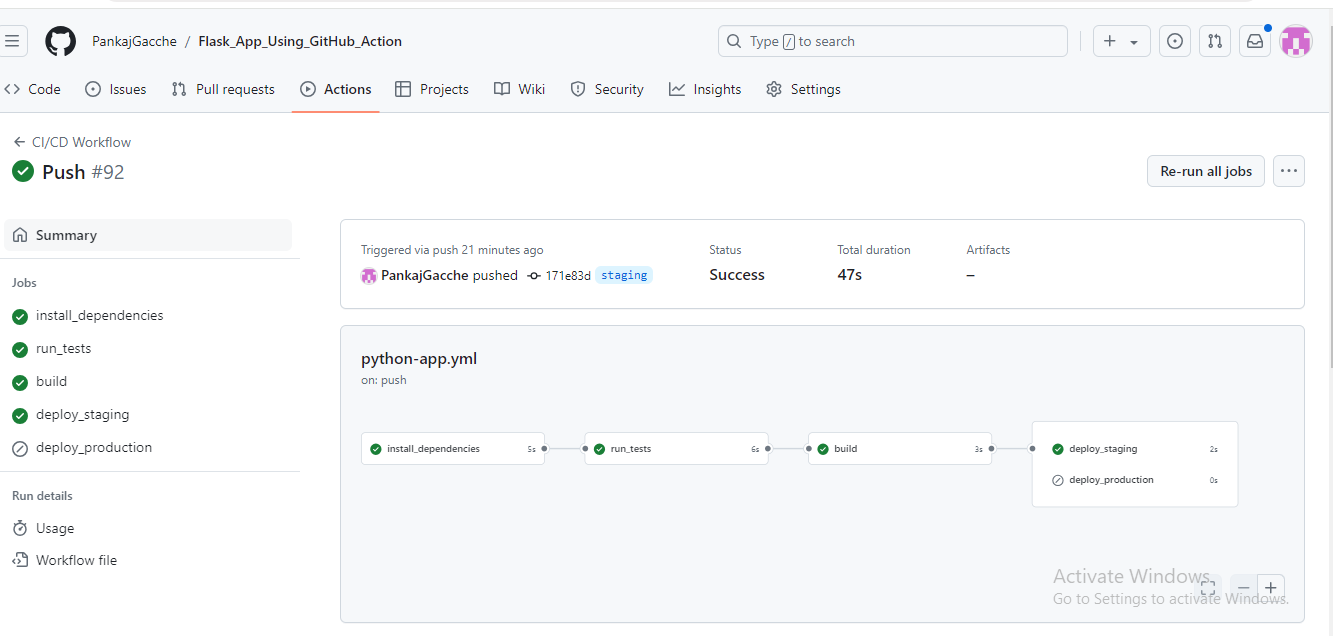 PankajGacche / Flask_App_Using_GitHub_Action
Type / to search
Code Issues Pull requests Actions Projects Wiki Security Insights Settings
CI/CD Workflow
Push #92
Re-run all jobs
Summary
Jobs
install_dependencies
run_tests
build
deploy_staging
deploy_production
Run details
Usage
Workflow file
Triggered via push 21 minutes ago
PankajGacche pushed 171e83d staging
Status
Success
Total duration
47s
Artifacts
–
python-app.yml
on: push
install_dependencies 5s
run_tests 6s
build 3s
deploy_staging 2s
deploy_production 0s
Activate Windows
Go to Settings to activate Windows.